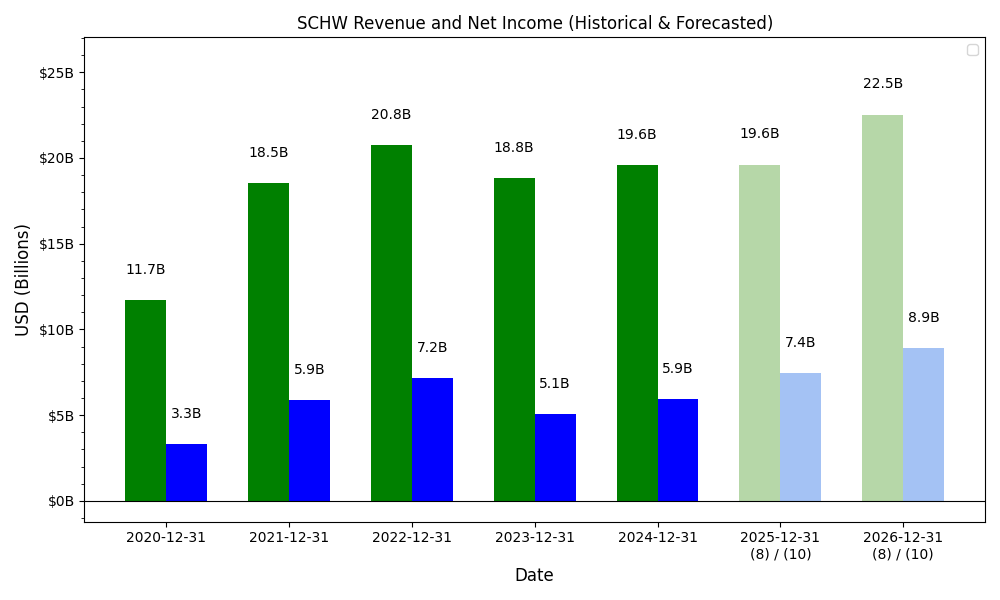 SCHW Revenue and Net Income (Historical & Forecasted)
USD (Billions)
$25B
$20B
$15B
$10B
$5B
$0B
11.7B
3.3B
18.5B
5.9B
20.8B
7.2B
18.8B
5.1B
19.6B
5.9B
19.6B
7.4B
22.5B
8.9B
2020-12-31
2021-12-31
2022-12-31
2023-12-31
2024-12-31
2025-12-31
(8) / (10)
2026-12-31
(8) / (10)
Date